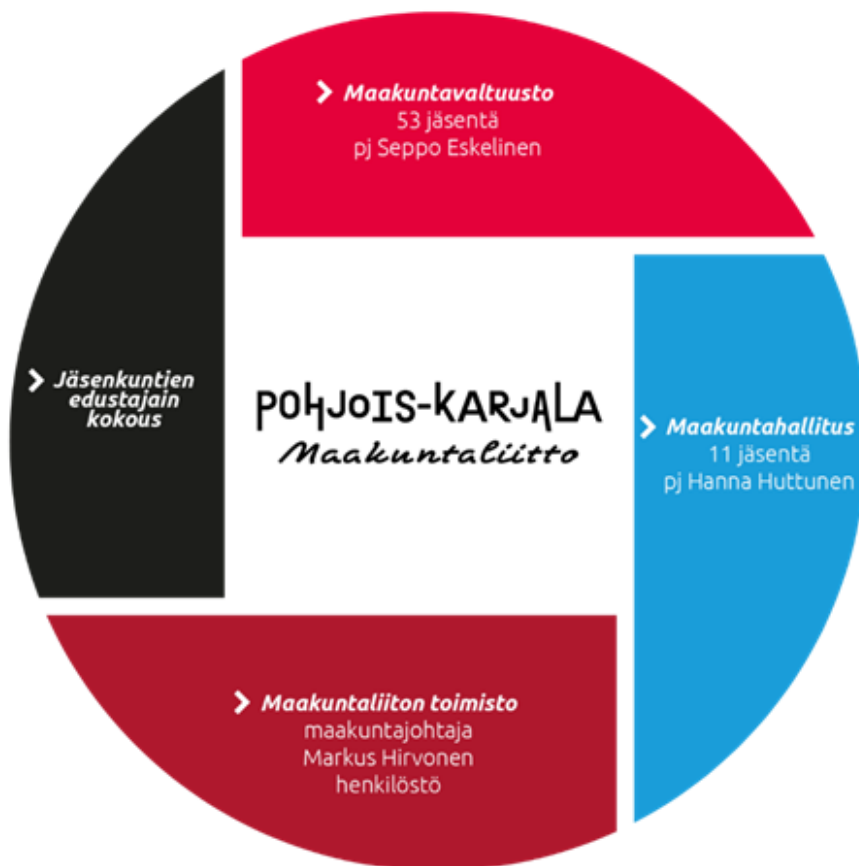 Maakuntavaltuusto
53 jäsentä
pj Seppo Eskelinen
Jäsenkuntien
edustajain
kokous
POHJOIS-KARJALA
Maakuntaliitto
Maakuntahallitus
11 jäsentä
pj Hanna Huttunen
Maakuntaliiton toimisto
maakuntajohtaja
Markus Hirvonen
henkilöstö